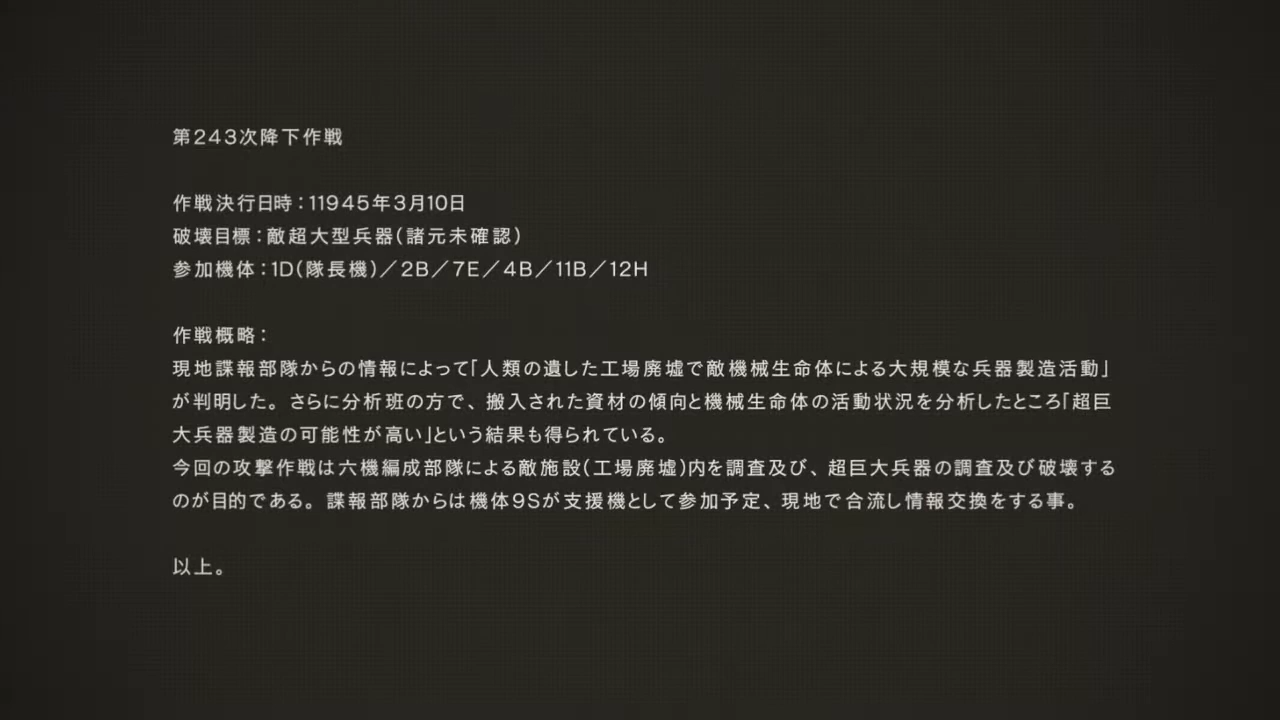 第243次降下作戦
作戦決行日時：11945年3月10日
破壊目標：敵超大型兵器（諸元未確認）
参加機体：1D（隊長機）／2B／7E／4B／11B／12H
作戦概略：
現地諜報部隊からの情報によって「人類の遺した工場廃墟で敵機械生命体による大規模な兵器製造活動」
が判明した。さらに分析班の方で、搬入された資材の傾向と機械生命体の活動状況を分析したところ「超巨
大兵器製造の可能性が高い」という結果も得られている。
今回の攻撃作戦は六機編成部隊による敵施設（工場廃墟）内を調査及び、超巨大兵器の調査及び破壊する
のが目的である。諜報部隊からは機体9Sが支援機として参加予定、現地で合流し情報交換をする事。
以上。